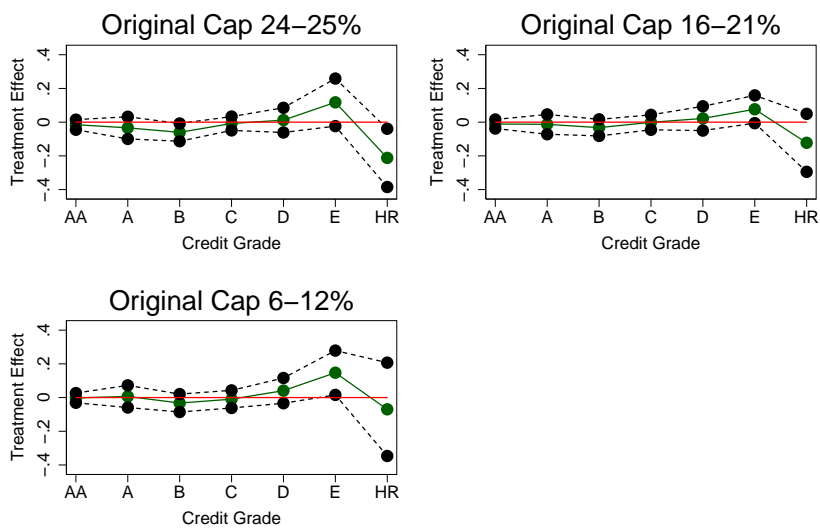 Original Cap 24–25%
Treatment Effect
.4
.2
0
−.2
−.4
AA A B C D E HR
Credit Grade
Original Cap 16–21%
Treatment Effect
.4
.2
0
−.2
−.4
AA A B C D E HR
Credit Grade
Original Cap 6–12%
Treatment Effect
.4
.2
0
−.2
−.4
AA A B C D E HR
Credit Grade